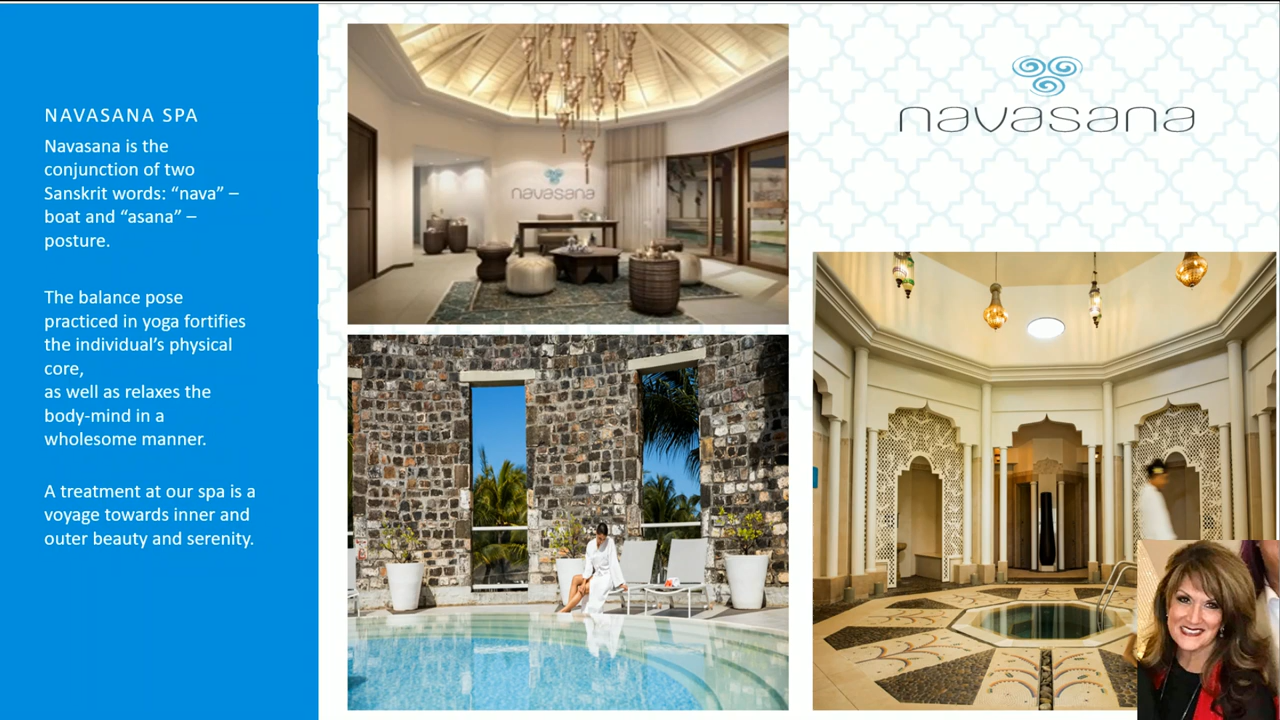 NAVASANA SPA
Navasana is the
conjunction of two
Sanskrit words: “nava” –
boat and “asana” –
posture.
The balance pose
practiced in yoga fortifies
the individual’s physical
core,
as well as relaxes the
body-mind in a
wholesome manner.
A treatment at our spa is a
voyage towards inner and
outer beauty and serenity.
navasana
navasana